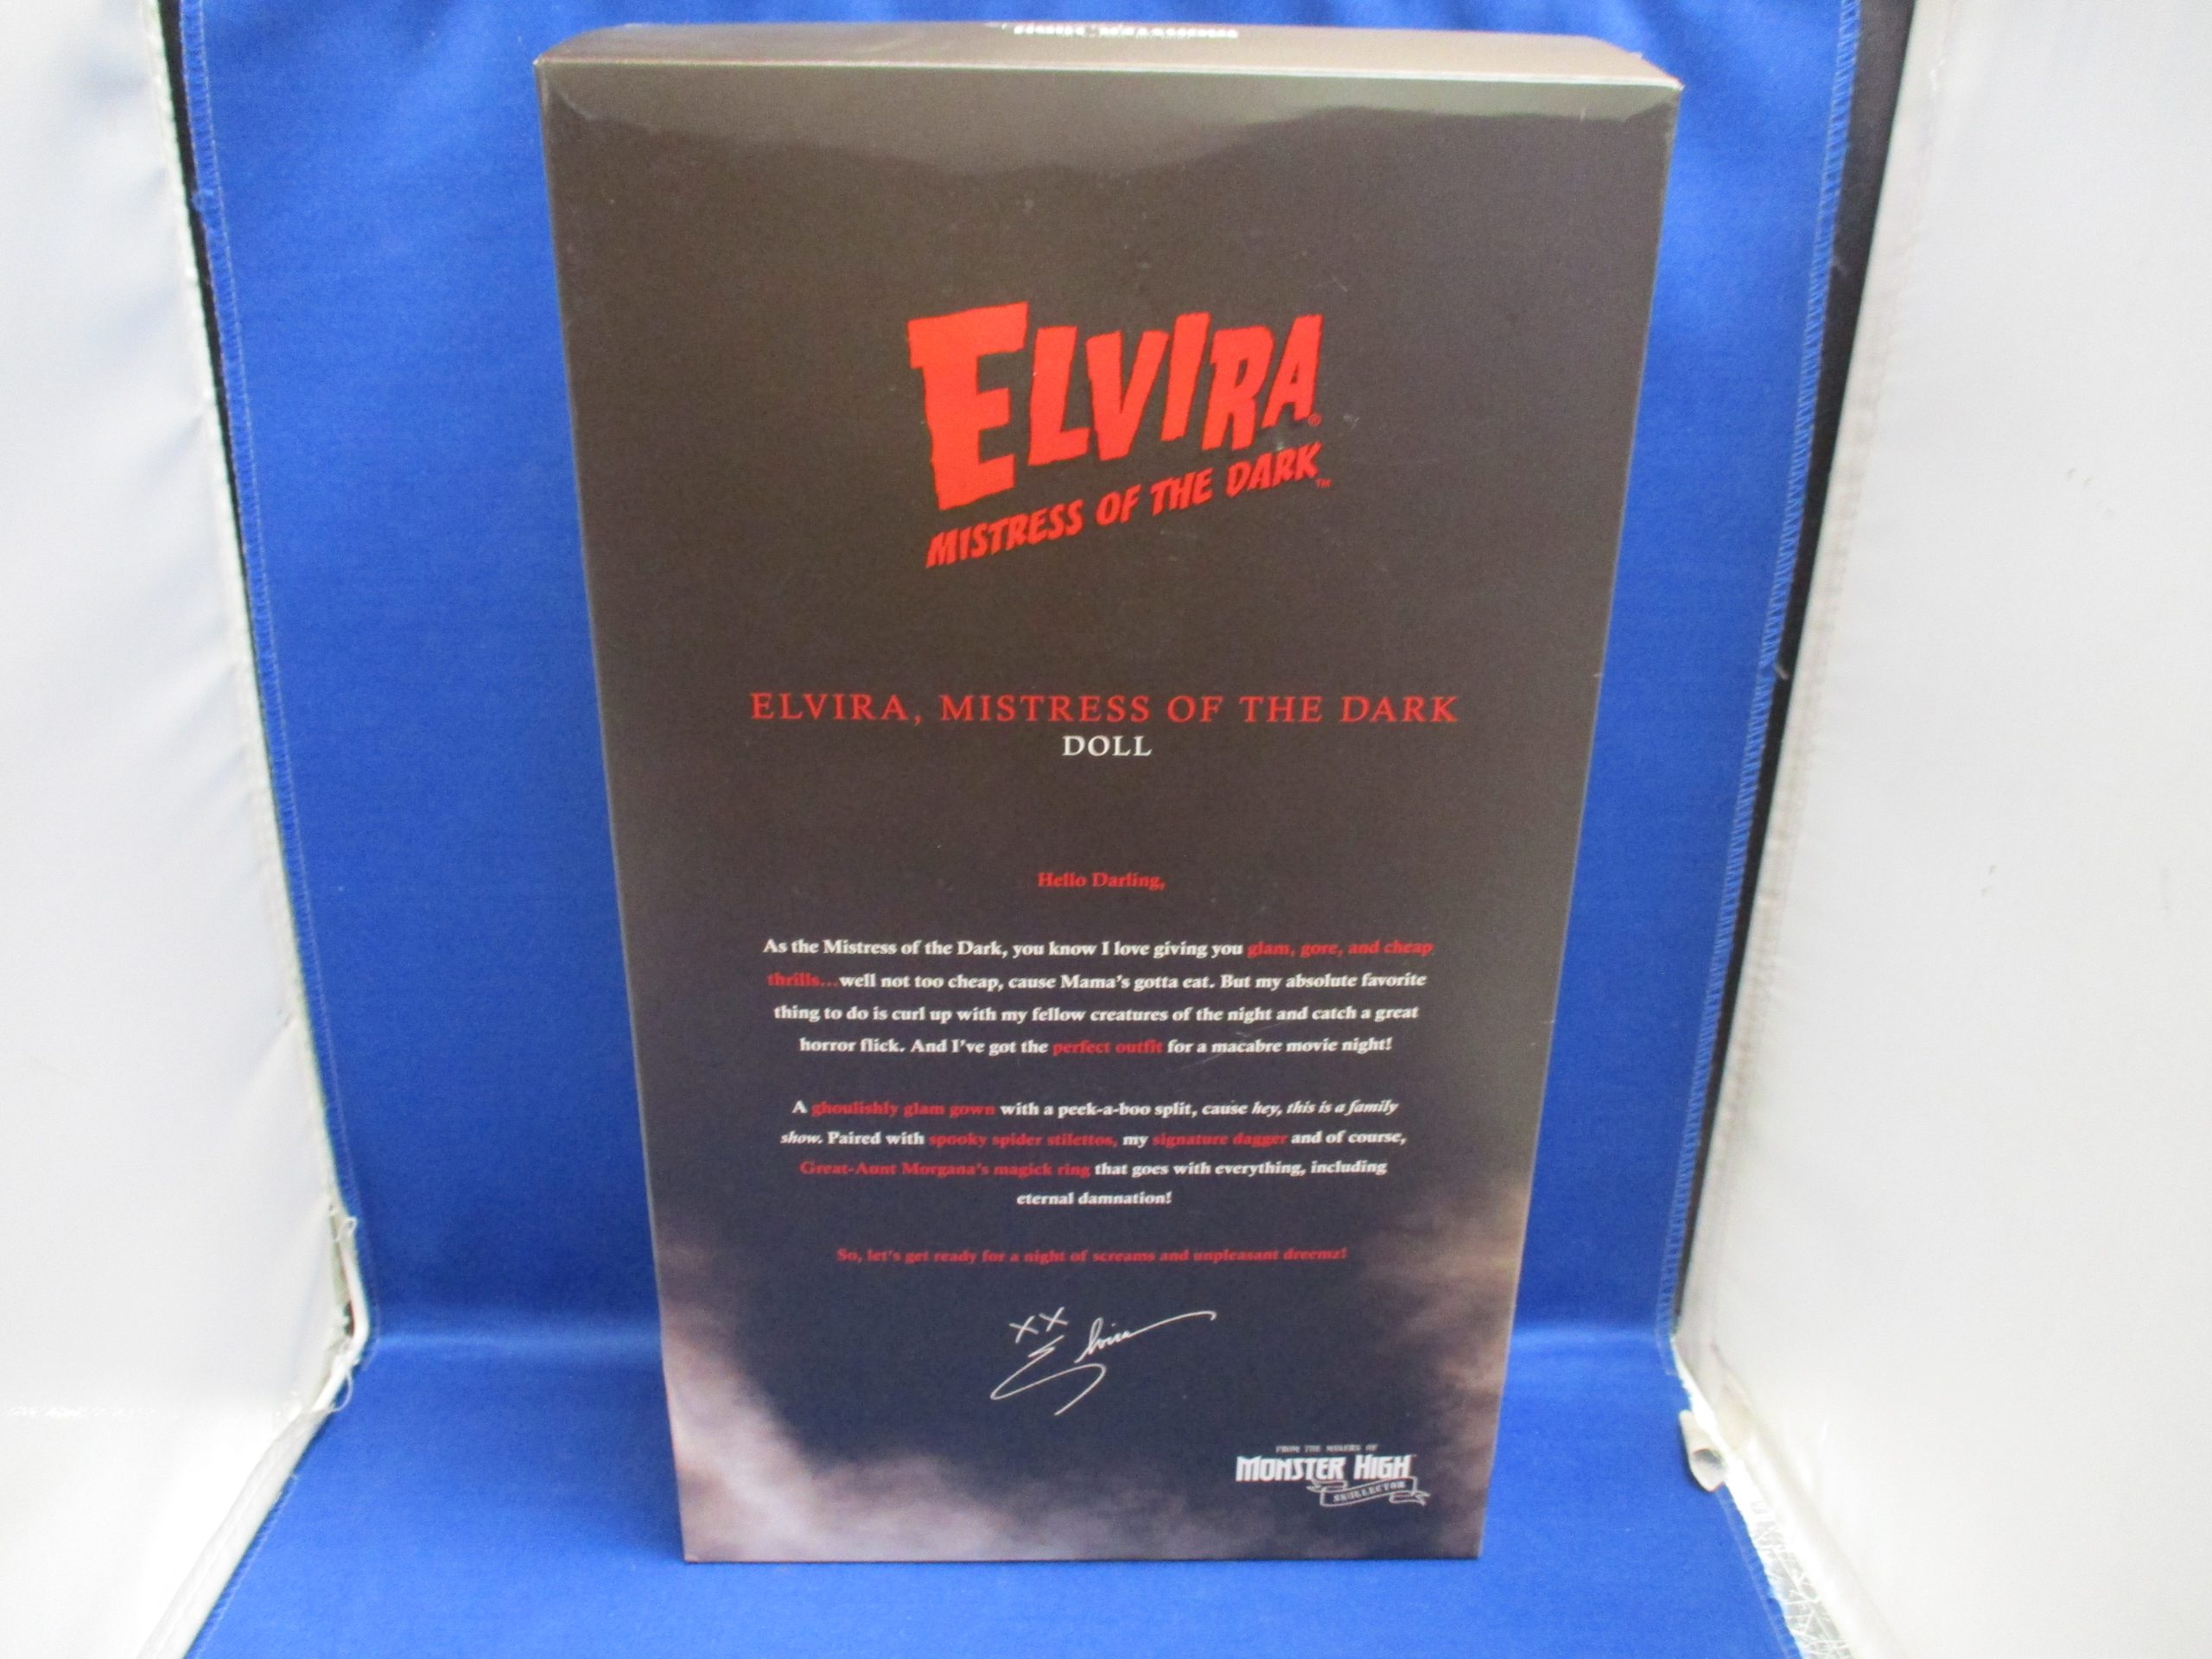 ELVIRA®
MISTRESS OF THE DARK™
ELVIRA, MISTRESS OF THE DARK
DOLL
Hello Darling,
As the Mistress of the Dark, you know I love giving you glam, gore, and cheap
thrills...well not too cheap, cause Mama's gotta eat. But my absolute favorite
thing to do is curl up with my fellow creatures of the night and catch a great
horror flick. And I've got the perfect outfit for a macabre movie night!
A ghoulishly glam gown with a peek-a-boo split, cause hey, this is a family
show. Paired with spooky spider stilettos, my signature dagger and of course,
Great-Aunt Morgana's magick ring that goes with everything, including
eternal damnation!
So, let's get ready for a night of screams and unpleasant dreemz!
XX
Elvira
FROM THE MAKERS OF
MONSTER HIGH
SKULLECTOR